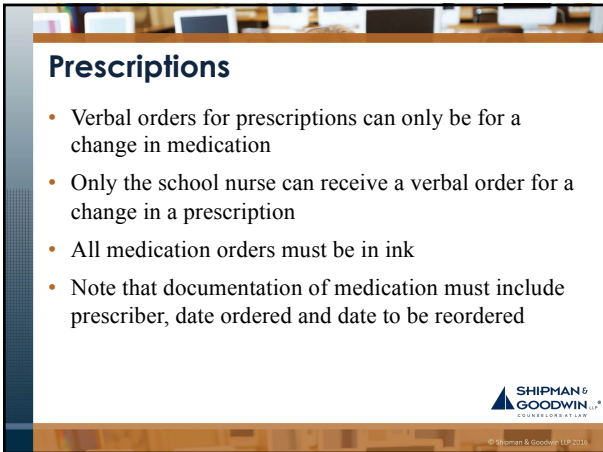 Prescriptions
• Verbal orders for prescriptions can only be for a
change in medication
• Only the school nurse can receive a verbal order for a
change in a prescription
• All medication orders must be in ink
• Note that documentation of medication must include
prescriber, date ordered and date to be reordered
SHIPMAN &
GOODWIN LLP®
COUNSELORS AT LAW
© Shipman & Goodwin LLP 2016